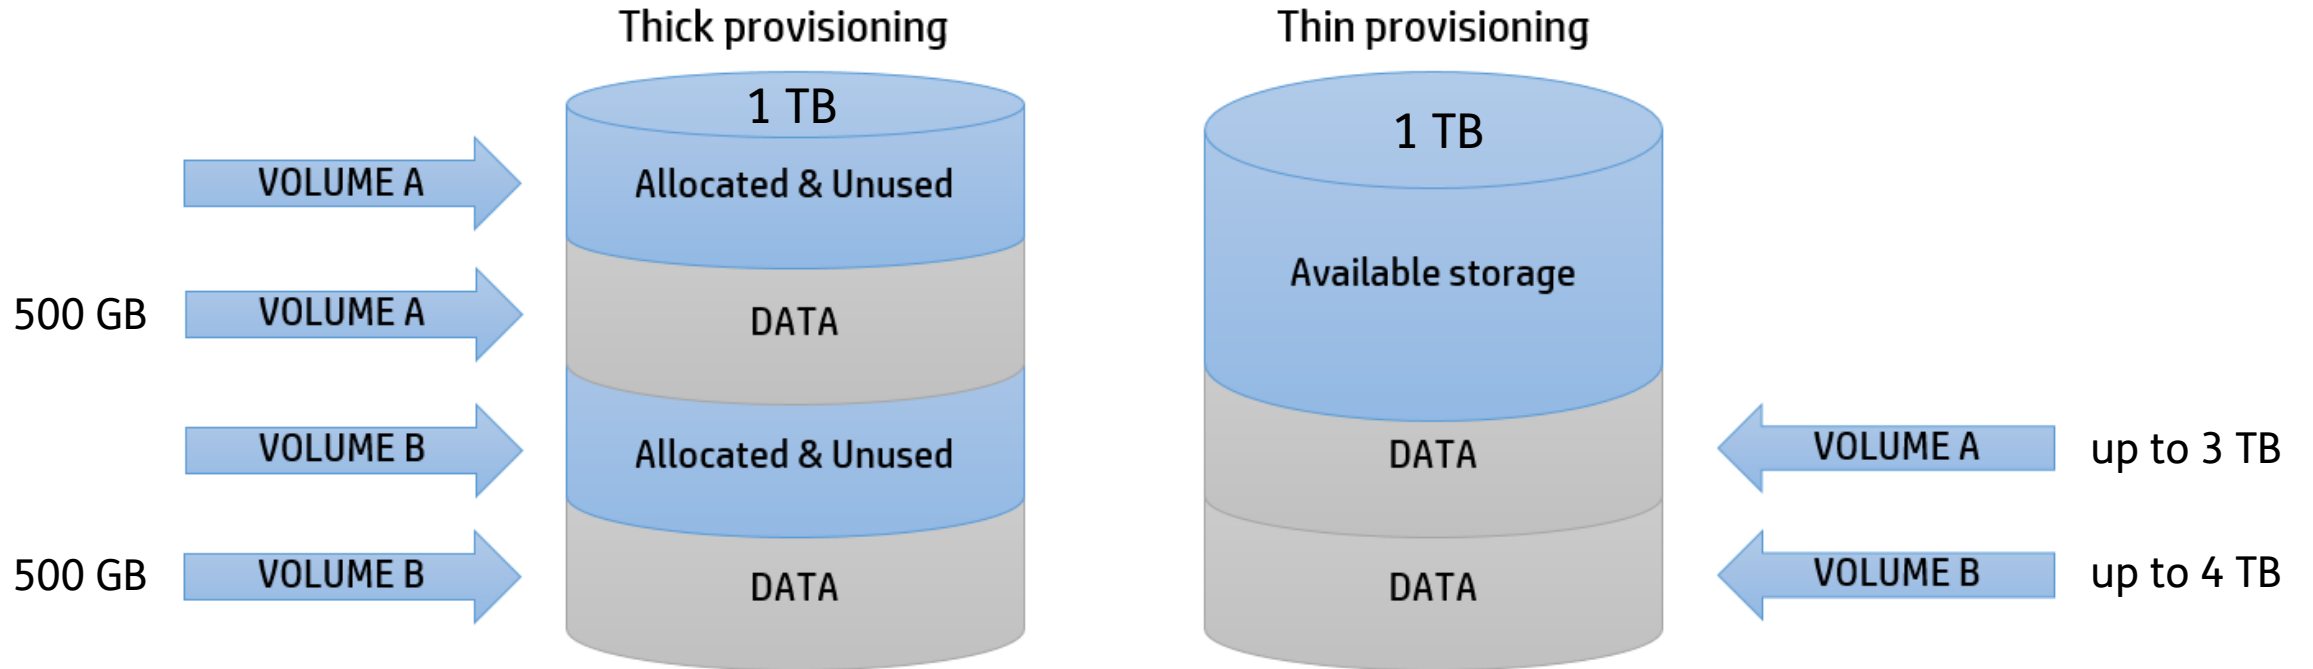 Thick provisioning
1 TB
VOLUME A
Allocated & Unused
500 GB
VOLUME A
DATA
VOLUME B
Allocated & Unused
500 GB
VOLUME B
DATA
Thin provisioning
1 TB
Available storage
DATA
VOLUME A
up to 3 TB
DATA
VOLUME B
up to 4 TB